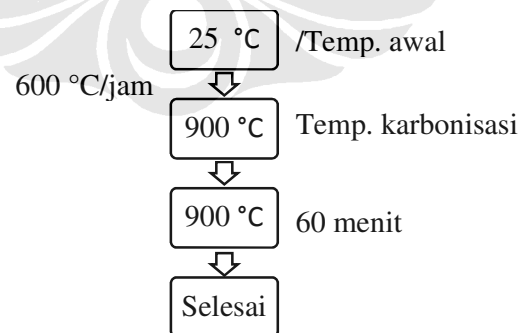 25 °C /Temp. awal
600 °C/jam
900 °C Temp. karbonisasi
900 °C 60 menit
Selesai